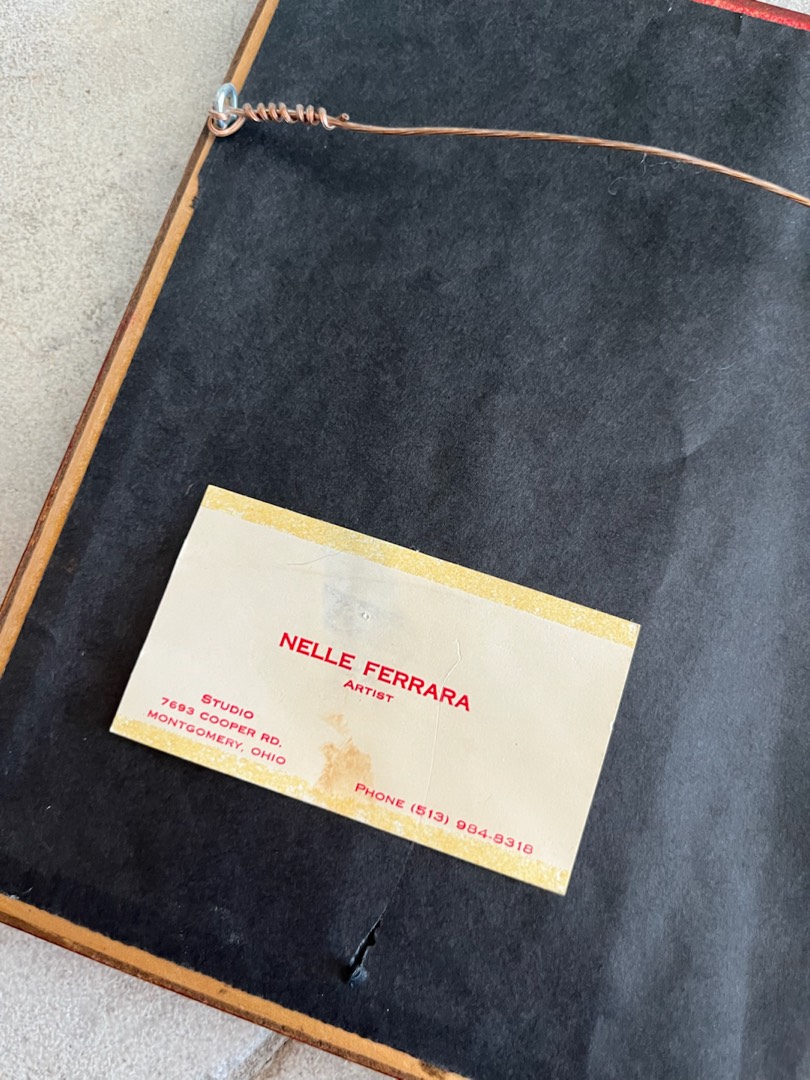 NELLE FERRARA
ARTIST
STUDIO
7693 COOPER RD.
MONTGOMERY, OHIO
PHONE (513) 984-8318